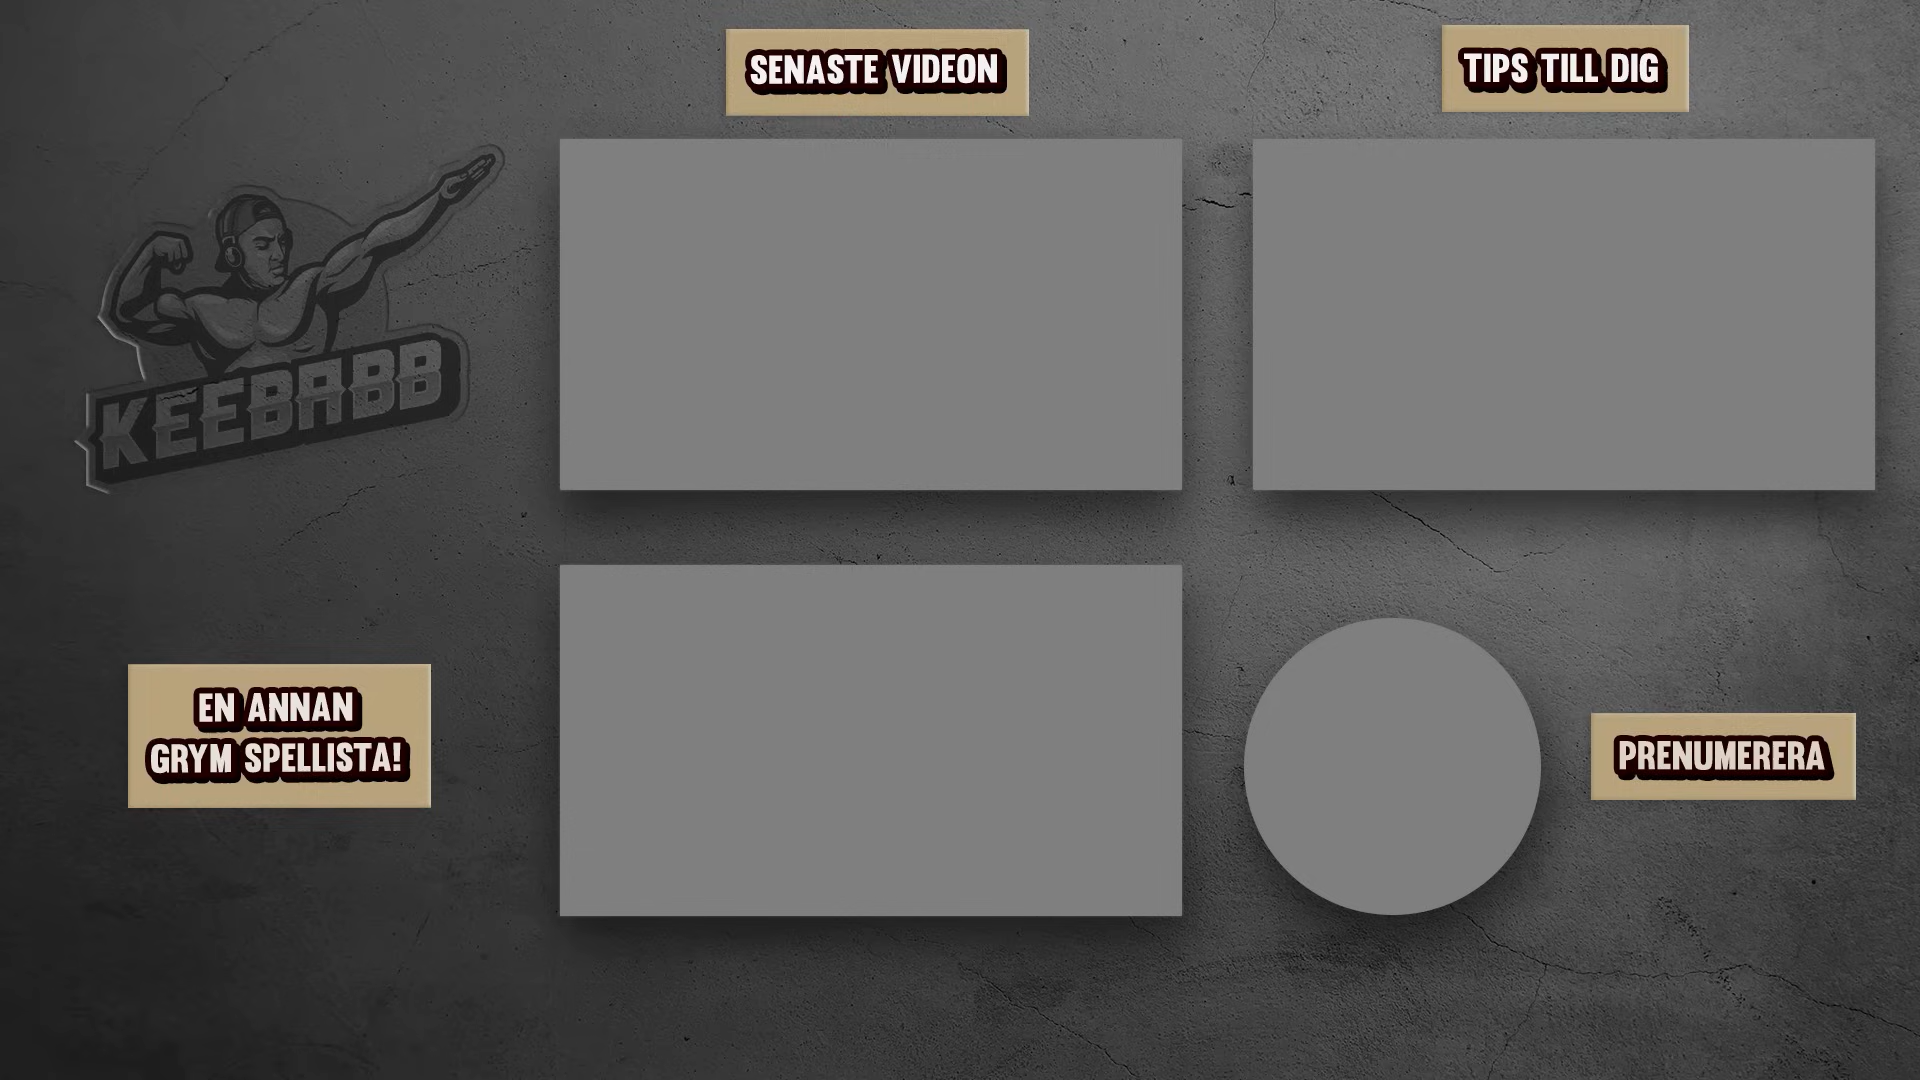 SENASTE VIDEON
TIPS TILL DIG
KEEBABB
EN ANNAN
GRYM SPELLISTA!
PRENUMERERA